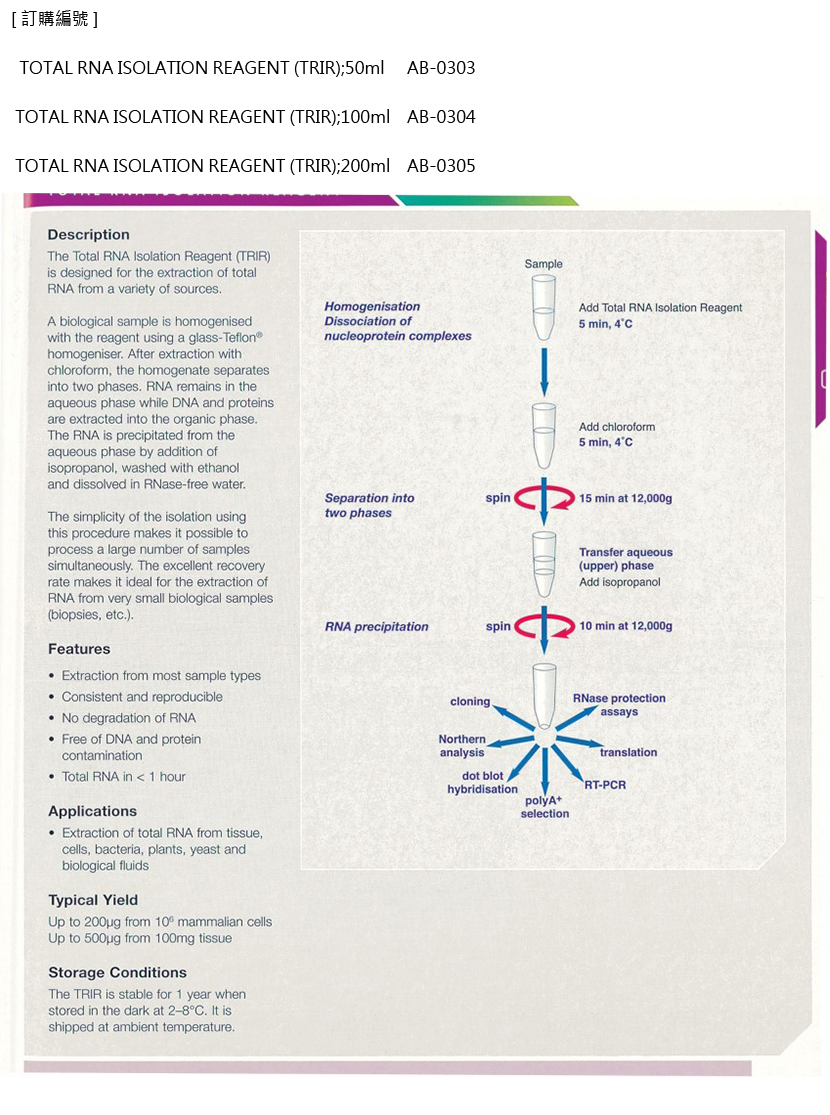 [ 訂購編號 ]
TOTAL RNA ISOLATION REAGENT (TRIR);50ml AB-0303
TOTAL RNA ISOLATION REAGENT (TRIR);100ml AB-0304
TOTAL RNA ISOLATION REAGENT (TRIR);200ml AB-0305
Description
The Total RNA Isolation Reagent (TRIR)
is designed for the extraction of total
RNA from a variety of sources.
A biological sample is homogenised
with the reagent using a glass-Teflon®
homogeniser. After extraction with
chloroform, the homogenate separates
into two phases. RNA remains in the
aqueous phase while DNA and proteins
are extracted into the organic phase.
The RNA is precipitated from the
aqueous phase by addition of
isopropanol, washed with ethanol
and dissolved in RNase-free water.
The simplicity of the isolation using
this procedure makes it possible to
process a large number of samples
simultaneously. The excellent recovery
rate makes it ideal for the extraction of
RNA from very small biological samples
(biopsies, etc.).
Features
• Extraction from most sample types
• Consistent and reproducible
• No degradation of RNA
• Free of DNA and protein
contamination
• Total RNA in < 1 hour
Applications
• Extraction of total RNA from tissue,
cells, bacteria, plants, yeast and
biological fluids
Typical Yield
Up to 200µg from 10⁶ mammalian cells
Up to 500µg from 100mg tissue
Storage Conditions
The TRIR is stable for 1 year when
stored in the dark at 2–8°C. It is
shipped at ambient temperature.
Sample
Homogenisation
Dissociation of
nucleoprotein complexes
Add Total RNA Isolation Reagent
5 min, 4°C
Add chloroform
5 min, 4°C
Separation into
two phases
spin
15 min at 12,000g
Transfer aqueous
(upper) phase
Add isopropanol
RNA precipitation
spin
10 min at 12,000g
cloning
RNase protection
assays
Northern
analysis
translation
dot blot
hybridisation
RT-PCR
polyA⁺
selection